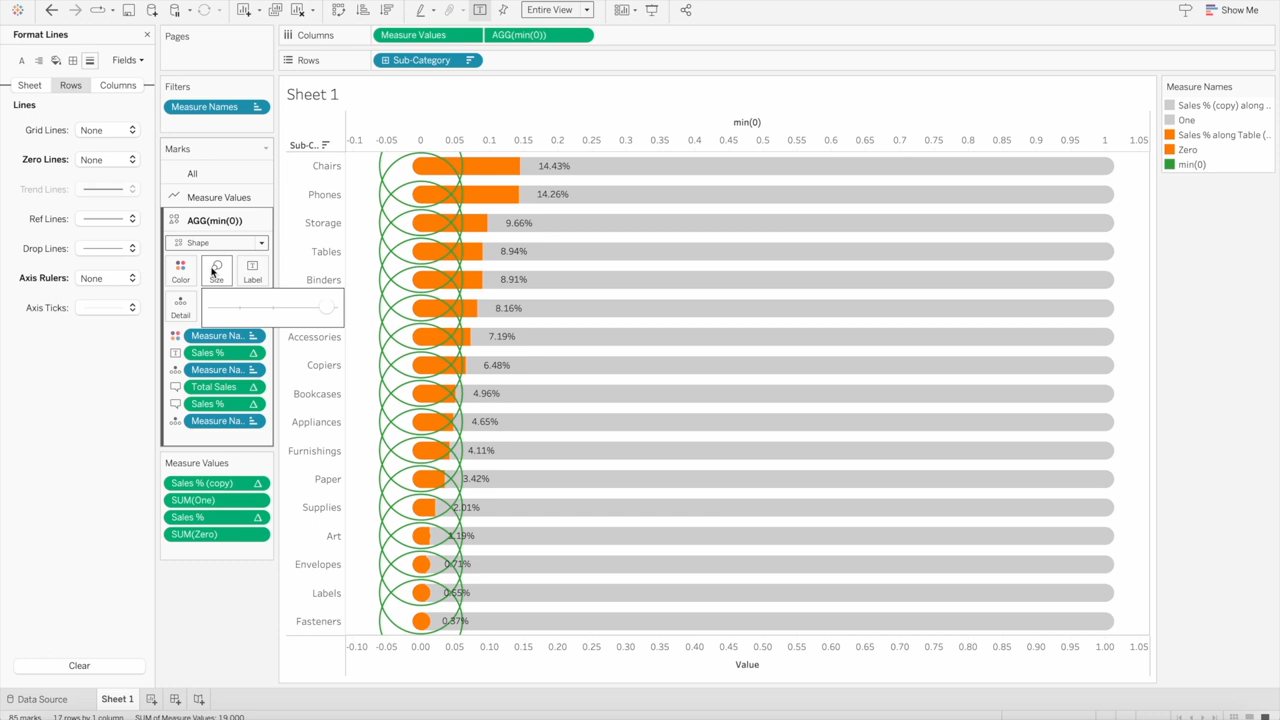 Entire View
Show Me
Format Lines
Fields
Sheet
Rows
Columns
Lines
Grid Lines:
None
Zero Lines:
None
Trend Lines:
Ref Lines:
Drop Lines:
Axis Rulers:
None
Axis Ticks:
Clear
Pages
Filters
Measure Names
Marks
All
Measure Values
AGG(min(0))
Shape
Color
Size
Label
Detail
Measure Na..
Sales %
Measure Na..
Total Sales
Sales %
Measure Na..
Measure Values
Sales % (copy)
SUM(One)
Sales %
SUM(Zero)
Columns
Measure Values
AGG(min(0))
Rows
Sub-Category
Sheet 1
min(0)
Sub-C..
-0.1 -0.05 0 0.05 0.1 0.15 0.2 0.25 0.3 0.35 0.4 0.45 0.5 0.55 0.6 0.65 0.7 0.75 0.8 0.85 0.9 0.95 1 1.05
Chairs 14.43%
Phones 14.26%
Storage 9.66%
Tables 8.94%
Binders 8.91%
8.16%
Accessories 7.19%
Copiers 6.48%
Bookcases 4.96%
Appliances 4.65%
Furnishings 4.11%
Paper 3.42%
Supplies 2.01%
Art 1.19%
Envelopes 0.71%
Labels 0.55%
Fasteners 0.37%
-0.10 -0.05 0.00 0.05 0.10 0.15 0.20 0.25 0.30 0.35 0.40 0.45 0.50 0.55 0.60 0.65 0.70 0.75 0.80 0.85 0.90 0.95 1.00 1.05
Value
Measure Names
Sales % (copy) along ..
One
Sales % along Table (..
Zero
min(0)
Data Source
Sheet 1
85 marks 17 rows by 1 column SUM of Measure Values: 19.000